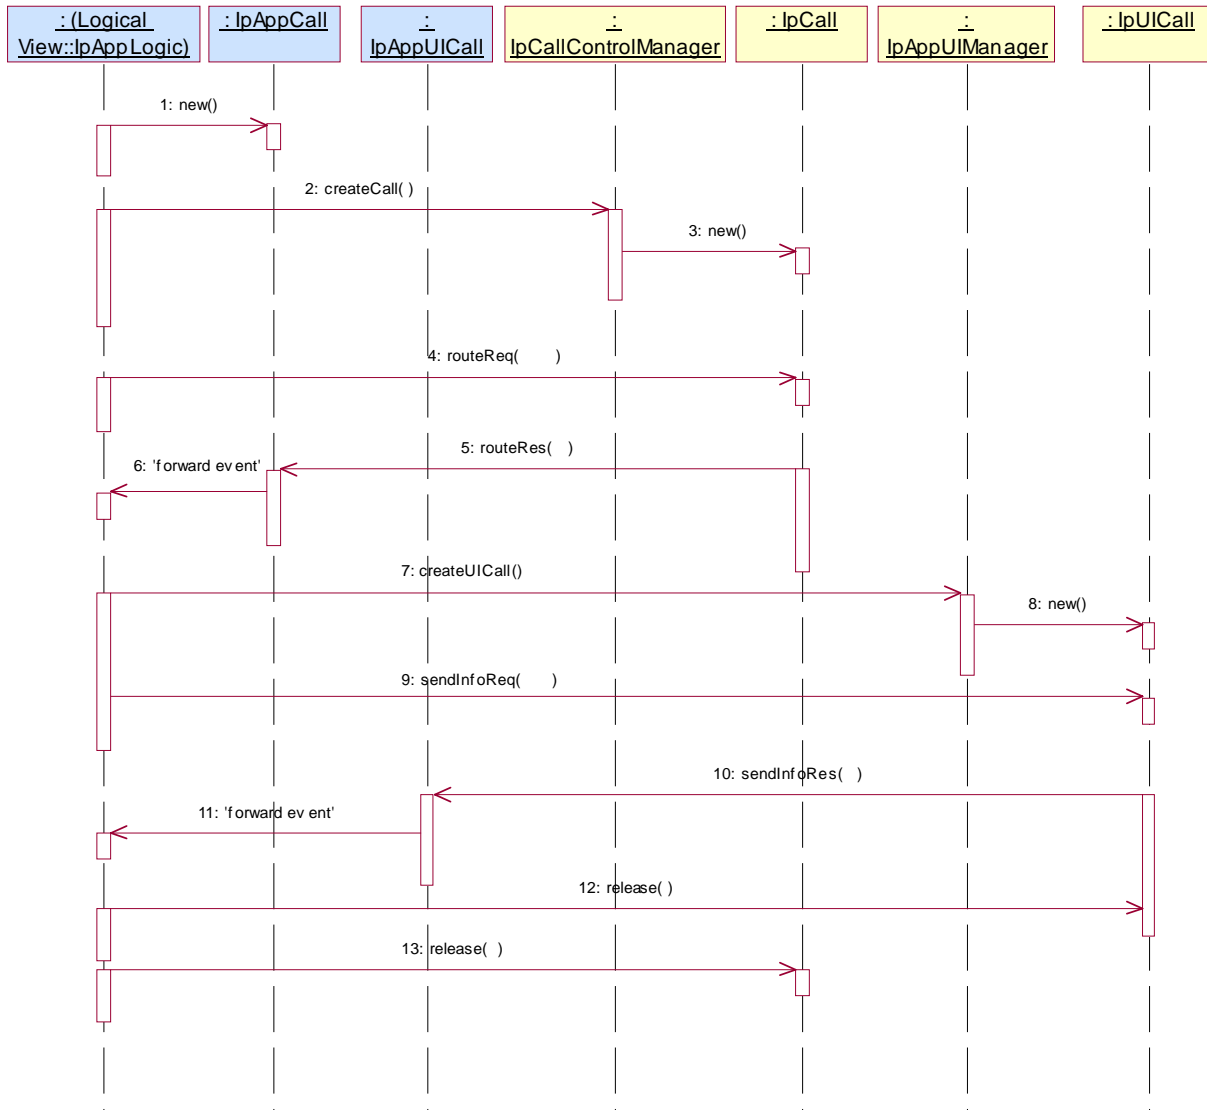 : (Logical
View::IpAppLogic)
: IpAppCall
:
IpAppUICall
:
IpCallControlManager
: IpCall
:
IpAppUIManager
: IpUICall
1: new()
2: createCall( )
3: new()
4: routeReq( )
5: routeRes( )
6: 'forward event'
7: createUICall()
8: new()
9: sendInfoReq( )
10: sendInfoRes( )
11: 'forward event'
12: release( )
13: release( )